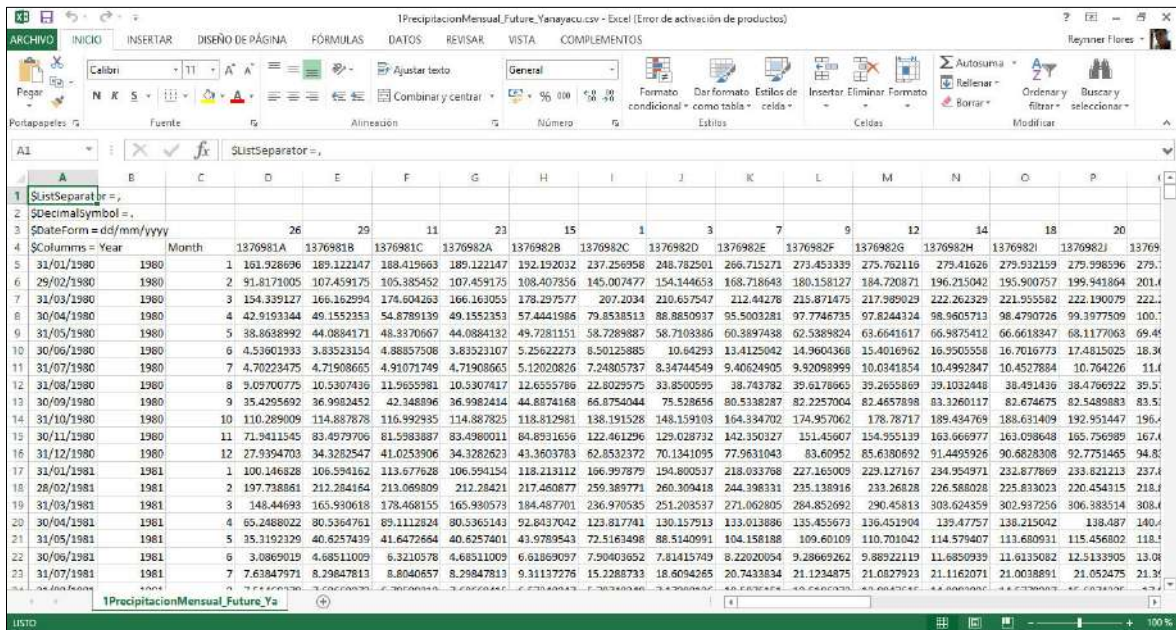 1PrecipitacionMensual_Future_Yanayacu.csv - Excel (Error de activación de productos)
ARCHIVO INICIO INSERTAR DISEÑO DE PÁGINA FÓRMULAS DATOS REVISAR VISTA COMPLEMENTOS Reynner Flores
Pegar Calibri 11 Ajustar texto General Formato condicional Dar formato como tabla Estilos de celda Insertar Eliminar Formato Autosuma Rellenar Borrar Ordenar y filtrar Buscar y seleccionar
N K S Combinar y centrar % 000
Portapapeles Fuente Alineación Número Estilos Celdas Modificar
A1 fx $ListSeparator=,
A B C D E F G H I J K L M N O P
1 $ListSeparator=,
2 $DecimalSymbol=.
3 $DateForm=dd/mm/yyyy 26 29 11 23 15 1 3 7 9 12 14 18 20
4 $Columms= Year Month 1376981A 1376981B 1376981C 1376982A 1376982B 1376982C 1376982D 1376982E 1376982F 1376982G 1376982H 1376982I 1376982J 1376
5 31/01/1980 1980 1 161.928696 189.122147 188.419663 189.122147 192.192032 237.256958 248.782501 266.715271 273.453339 275.762116 279.41626 279.932159 279.998596 279.
6 29/02/1980 1980 2 91.8171005 107.459175 105.385452 107.459175 108.407356 145.007477 154.144653 168.718643 180.158127 184.720871 196.215042 195.900757 199.941864 201.
7 31/03/1980 1980 3 154.339127 166.162994 174.604263 166.163055 178.297577 207.2034 210.657547 212.44278 215.871475 217.989029 222.262329 221.955582 222.190079 222.
8 30/04/1980 1980 4 42.9193344 49.1552353 54.8789139 49.1552353 57.4441986 79.8538513 88.8850937 95.5003281 97.7746735 97.8244324 98.9605713 98.4790726 99.3977509 100.
9 31/05/1980 1980 5 38.8638992 44.0884171 48.3370667 44.0884132 49.7281151 58.7289887 58.7103386 60.3897438 62.5389824 63.6641617 66.9875412 66.6618347 68.1177063 69.4
10 30/06/1980 1980 6 4.53601933 3.83523154 4.88857508 3.83523107 5.25622273 8.50125885 10.64293 13.4125042 14.9604368 15.4016962 16.9505558 16.7016773 17.4815025 18.3
11 31/07/1980 1980 7 4.70223475 4.71908665 4.91071749 4.71908665 5.12020826 7.24805737 8.34744549 9.40624905 9.92098999 10.0341854 10.4992847 10.4527884 10.764226 11.
12 31/08/1980 1980 8 9.09700775 10.5307436 11.9655981 10.5307417 12.6555786 22.8029575 33.8500595 38.743782 39.6178665 39.2655869 39.1032448 38.491436 38.4766922 39.5
13 30/09/1980 1980 9 35.4295692 36.9982452 42.348896 36.9982414 44.8874168 66.8754044 75.528656 80.5338287 82.2257004 82.4657898 83.3260117 82.674675 82.5489883 83.5
14 31/10/1980 1980 10 110.289009 114.887878 116.992935 114.887825 118.812981 138.191528 148.159103 164.334702 174.957062 178.78717 189.434769 188.631409 192.951447 196.
15 30/11/1980 1980 11 71.9411545 83.4979706 81.5983887 83.4980011 84.8931656 122.461296 129.028732 142.350327 151.45607 154.955139 163.666977 163.098648 165.756989 167.
16 31/12/1980 1980 12 27.9394703 34.3282547 41.0253906 34.3282623 43.3603783 62.8532372 70.1341095 77.9631043 83.60952 85.6380692 91.4495926 90.6828308 92.7751465 94.8
17 31/01/1981 1981 1 100.146828 106.594162 113.677628 106.594154 118.213112 166.997879 194.800537 218.033768 227.165009 229.127167 234.954971 232.877869 233.821213 237.
18 28/02/1981 1981 2 197.738861 212.284164 213.069809 212.28421 217.460877 259.389771 260.309418 244.398331 235.138916 233.26828 226.588028 225.833023 220.454315 218.
19 31/03/1981 1981 3 148.44693 165.930618 178.468155 165.930573 184.487701 236.970535 251.203537 271.062805 284.852692 290.45813 303.624359 302.937256 306.383514 308.
20 30/04/1981 1981 4 65.2488022 80.5364761 89.1112824 80.5365143 92.8437042 123.817741 130.157913 133.013886 135.455673 136.451904 139.47757 138.215042 138.487 140.
21 31/05/1981 1981 5 35.3192329 40.6257439 41.6472664 40.6257401 43.9789543 72.5163498 88.5140991 104.158188 109.60109 110.701042 114.579407 113.680931 115.456802 118.
22 30/06/1981 1981 6 3.0869019 4.68511009 6.3210578 4.68511009 6.61869097 7.90403652 7.81415749 8.22020054 9.28669262 9.88922119 11.6850939 11.6135082 12.5133905 13.0
23 31/07/1981 1981 7 7.63847971 8.29847813 8.8040657 8.29847813 9.31137276 15.2288733 18.6094265 20.7433834 21.1234875 21.0827923 21.1162071 21.0038891 21.052475 21.3
1PrecipitacionMensual_Future_Ya
LISTO 100 %